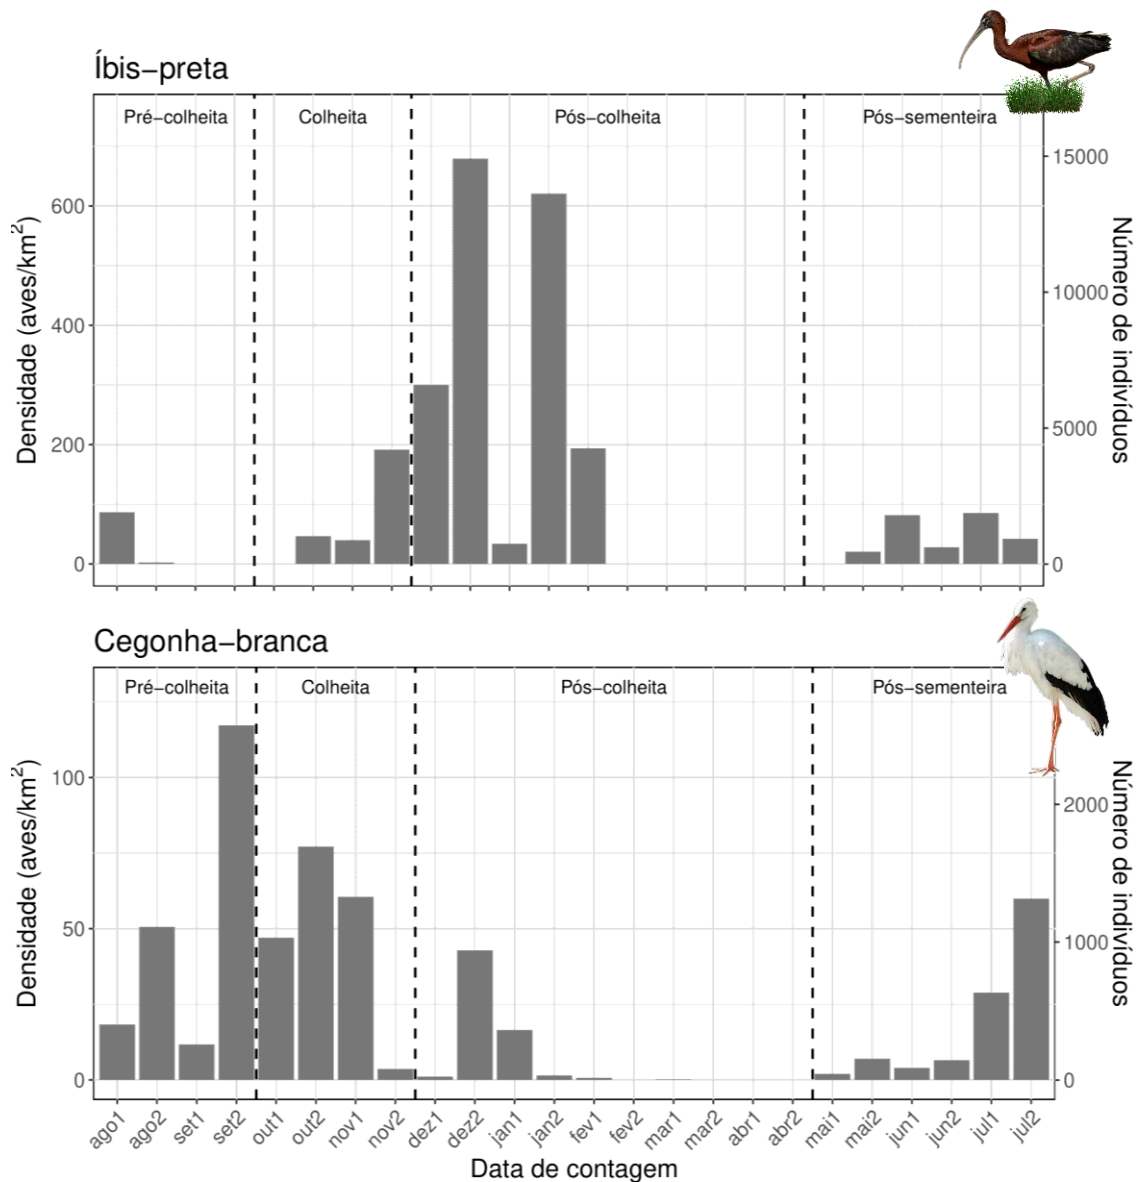 Íbis−preta
Pré−colheita Colheita Pós−colheita Pós−sementeira
Densidade (aves/km²)
600
400
200
0
15000
10000
5000
0
Número de indivíduos
Cegonha−branca
Pré−colheita Colheita Pós−colheita Pós−sementeira
Densidade (aves/km²)
100
50
0
2000
1000
0
Número de indivíduos
ago1 ago2 set1 set2 out1 out2 nov1 nov2 dez1 dez2 jan1 jan2 fev1 fev2 mar1 mar2 abr1 abr2 mai1 mai2 jun1 jun2 jul1 jul2
Data de contagem